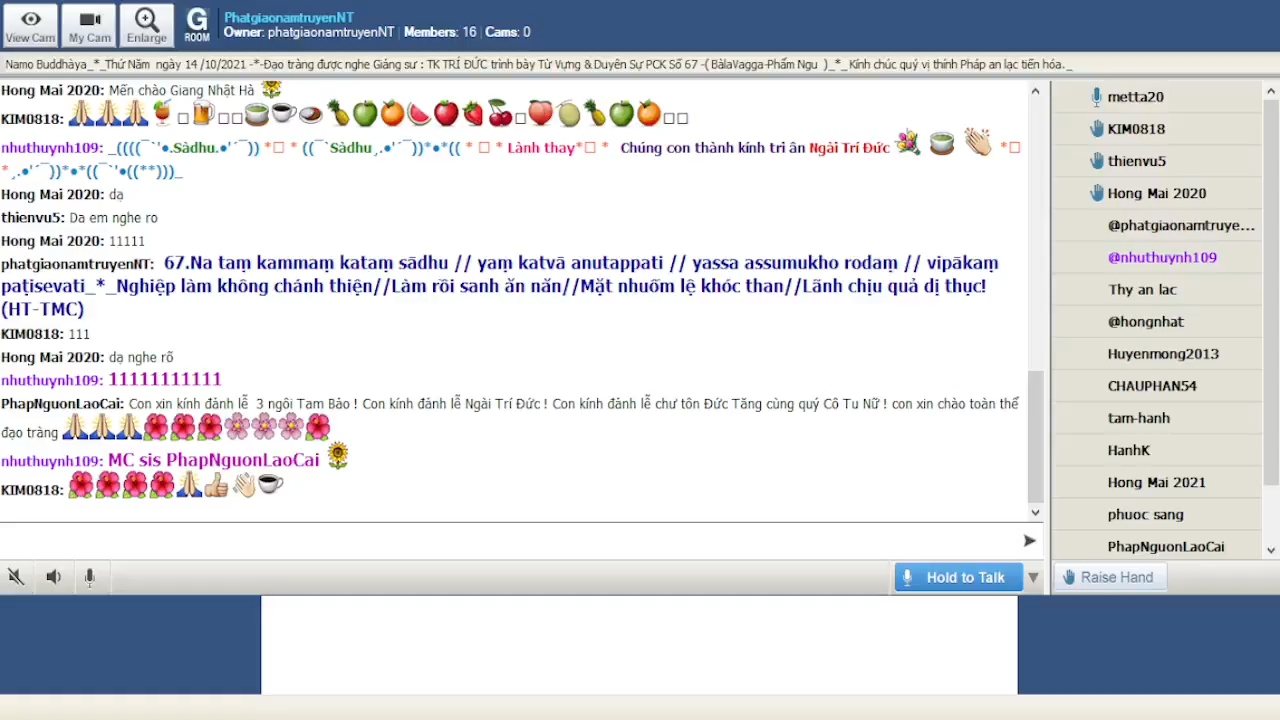 PhatgiaonamtruyenNT
Owner: phatgiaonamtruyenNT | Members: 16 | Cams: 0
View Cam
My Cam
Enlarge
G ROOM
Namo Buddhàya_*_Thứ Năm ngày 14 /10/2021 -*-Đạo tràng được nghe Giảng sư : TK TRÍ ĐỨC trình bày Từ Vựng & Duyên Sự PCK Số 67 -( BàlaVagga-Phẩm Ngu )_*_Kính chúc quý vị thính Pháp an lạc tiến hóa._
Hong Mai 2020: Mến chào Giang Nhật Hà
KIM0818:
nhuthuynh109: _((((¯`'•.Sàdhu.•'´¯)) *□ * ((¯`Sàdhu¸.•'´¯))*•*(( * □ * Lành thay*□ * Chúng con thành kính tri ân Ngài Trí Đức *□
*¸.•'´¯))*•*((¯`'•((**)))_
Hong Mai 2020: dạ
thienvu5: Da em nghe ro
Hong Mai 2020: 11111
phatgiaonamtruyenNT: 67.Na taṃ kammaṃ kataṃ sādhu // yaṃ katvā anutappati // yassa assumukho rodaṃ // vipākaṃ
paṭisevati_*_Nghiệp làm không chánh thiện//Làm rồi sanh ăn năn//Mặt nhuốm lệ khóc than//Lãnh chịu quả dị thục!
(HT-TMC)
KIM0818: 111
Hong Mai 2020: dạ nghe rõ
nhuthuynh109: 11111111111
PhapNguonLaoCai: Con xin kính đảnh lễ 3 ngôi Tam Bảo ! Con kính đảnh lễ Ngài Trí Đức ! Con kính đảnh lễ chư tôn Đức Tăng cùng quý Cô Tu Nữ ! con xin chào toàn thể
đạo tràng
nhuthuynh109: MC sis PhapNguonLaoCai
KIM0818:
Hold to Talk
metta20
KIM0818
thienvu5
Hong Mai 2020
@phatgiaonamtruye...
@nhuthuynh109
Thy an lac
@hongnhat
Huyenmong2013
CHAUPHAN54
tam-hanh
HanhK
Hong Mai 2021
phuoc sang
PhapNguonLaoCai
Raise Hand